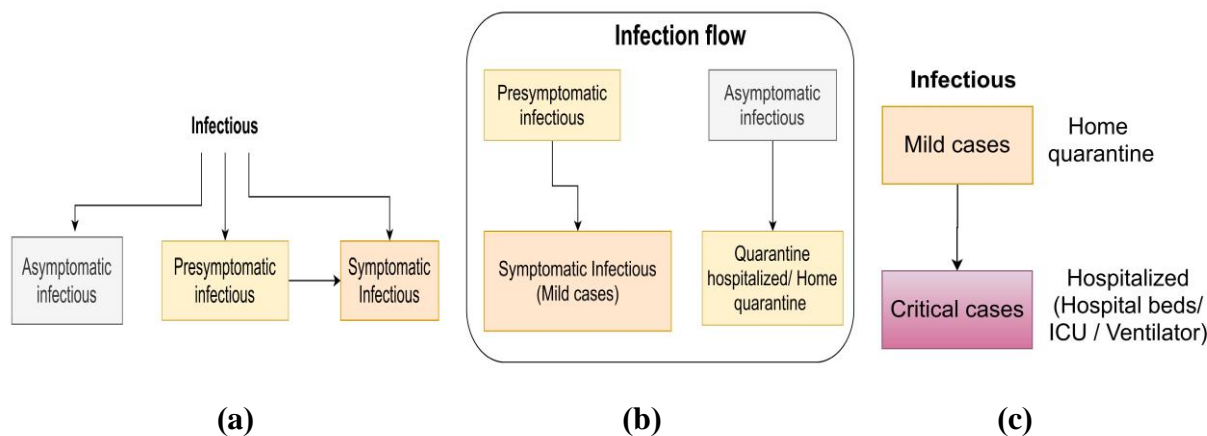 Infectious
Asymptomatic
infectious
Presymptomatic
infectious
Symptomatic
Infectious
(a)
Infection flow
Presymptomatic
infectious
Asymptomatic
infectious
Symptomatic Infectious
(Mild cases)
Quarantine
hospitalized/ Home
quarantine
(b)
Infectious
Mild cases
Home
quarantine
Critical cases
Hospitalized
(Hospital beds/
ICU / Ventilator)
(c)